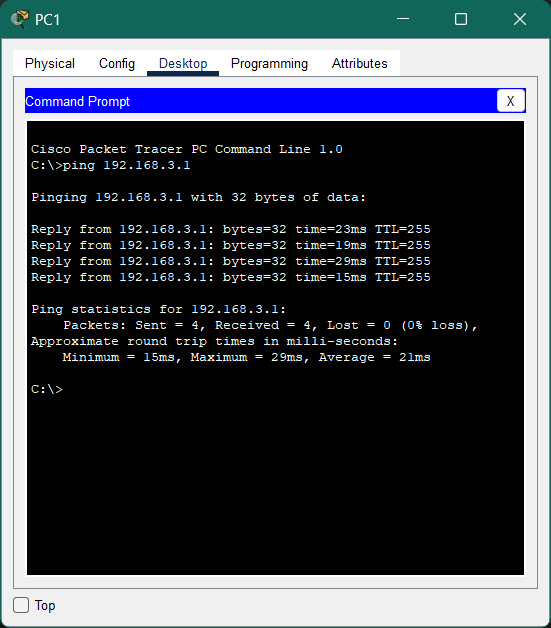 PC1
Physical Config Desktop Programming Attributes
Command Prompt X
Cisco Packet Tracer PC Command Line 1.0
C:\>ping 192.168.3.1
Pinging 192.168.3.1 with 32 bytes of data:
Reply from 192.168.3.1: bytes=32 time=23ms TTL=255
Reply from 192.168.3.1: bytes=32 time=19ms TTL=255
Reply from 192.168.3.1: bytes=32 time=29ms TTL=255
Reply from 192.168.3.1: bytes=32 time=15ms TTL=255
Ping statistics for 192.168.3.1:
Packets: Sent = 4, Received = 4, Lost = 0 (0% loss),
Approximate round trip times in milli-seconds:
Minimum = 15ms, Maximum = 29ms, Average = 21ms
C:\>
Top